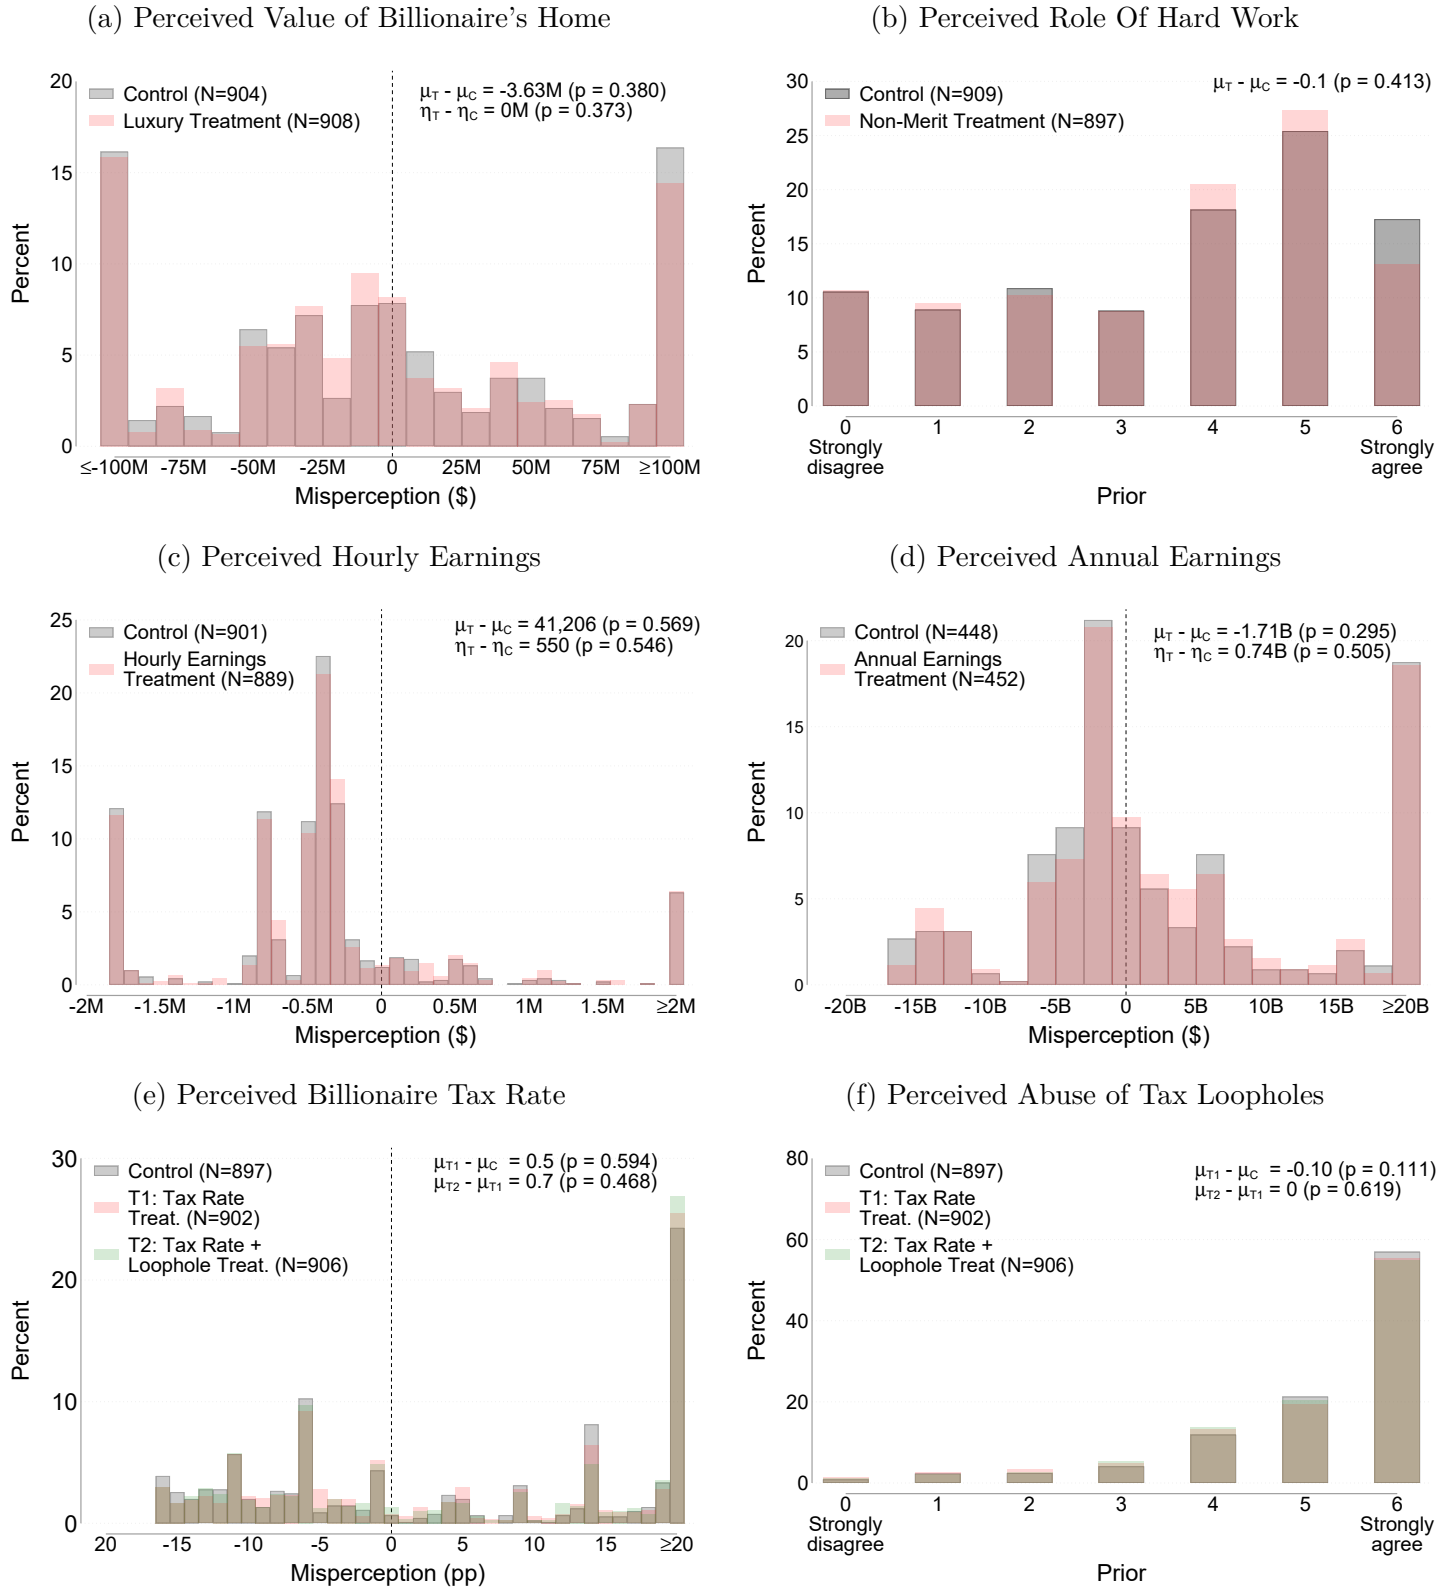 (a) Perceived Value of Billionaire's Home
20
15
10
5
0
Percent
Control (N=904)
Luxury Treatment (N=908)
μT - μC = -3.63M (p = 0.380)
ηT - ηC = 0M (p = 0.373)
≤-100M -75M -50M -25M 0 25M 50M 75M ≥100M
Misperception ($)
(b) Perceived Role Of Hard Work
30
25
20
15
10
5
0
Percent
Control (N=909)
Non-Merit Treatment (N=897)
μT - μC = -0.1 (p = 0.413)
0 1 2 3 4 5 6
Strongly disagree
Strongly agree
Prior
(c) Perceived Hourly Earnings
25
20
15
10
5
0
Percent
Control (N=901)
Hourly Earnings
Treatment (N=889)
μT - μC = 41,206 (p = 0.569)
ηT - ηC = 550 (p = 0.546)
-2M -1.5M -1M -0.5M 0 0.5M 1M 1.5M ≥2M
Misperception ($)
(d) Perceived Annual Earnings
20
15
10
5
0
Percent
Control (N=448)
Annual Earnings
Treatment (N=452)
μT - μC = -1.71B (p = 0.295)
ηT - ηC = 0.74B (p = 0.505)
-20B -15B -10B -5B 0 5B 10B 15B ≥20B
Misperception ($)
(e) Perceived Billionaire Tax Rate
30
20
10
0
Percent
Control (N=897)
T1: Tax Rate
Treat. (N=902)
T2: Tax Rate +
Loophole Treat. (N=906)
μT1 - μC = 0.5 (p = 0.594)
μT2 - μT1 = 0.7 (p = 0.468)
20 -15 -10 -5 0 5 10 15 ≥20
Misperception (pp)
(f) Perceived Abuse of Tax Loopholes
80
60
40
20
0
Percent
Control (N=897)
T1: Tax Rate
Treat. (N=902)
T2: Tax Rate +
Loophole Treat (N=906)
μT1 - μC = -0.10 (p = 0.111)
μT2 - μT1 = 0 (p = 0.619)
0 1 2 3 4 5 6
Strongly disagree
Strongly agree
Prior